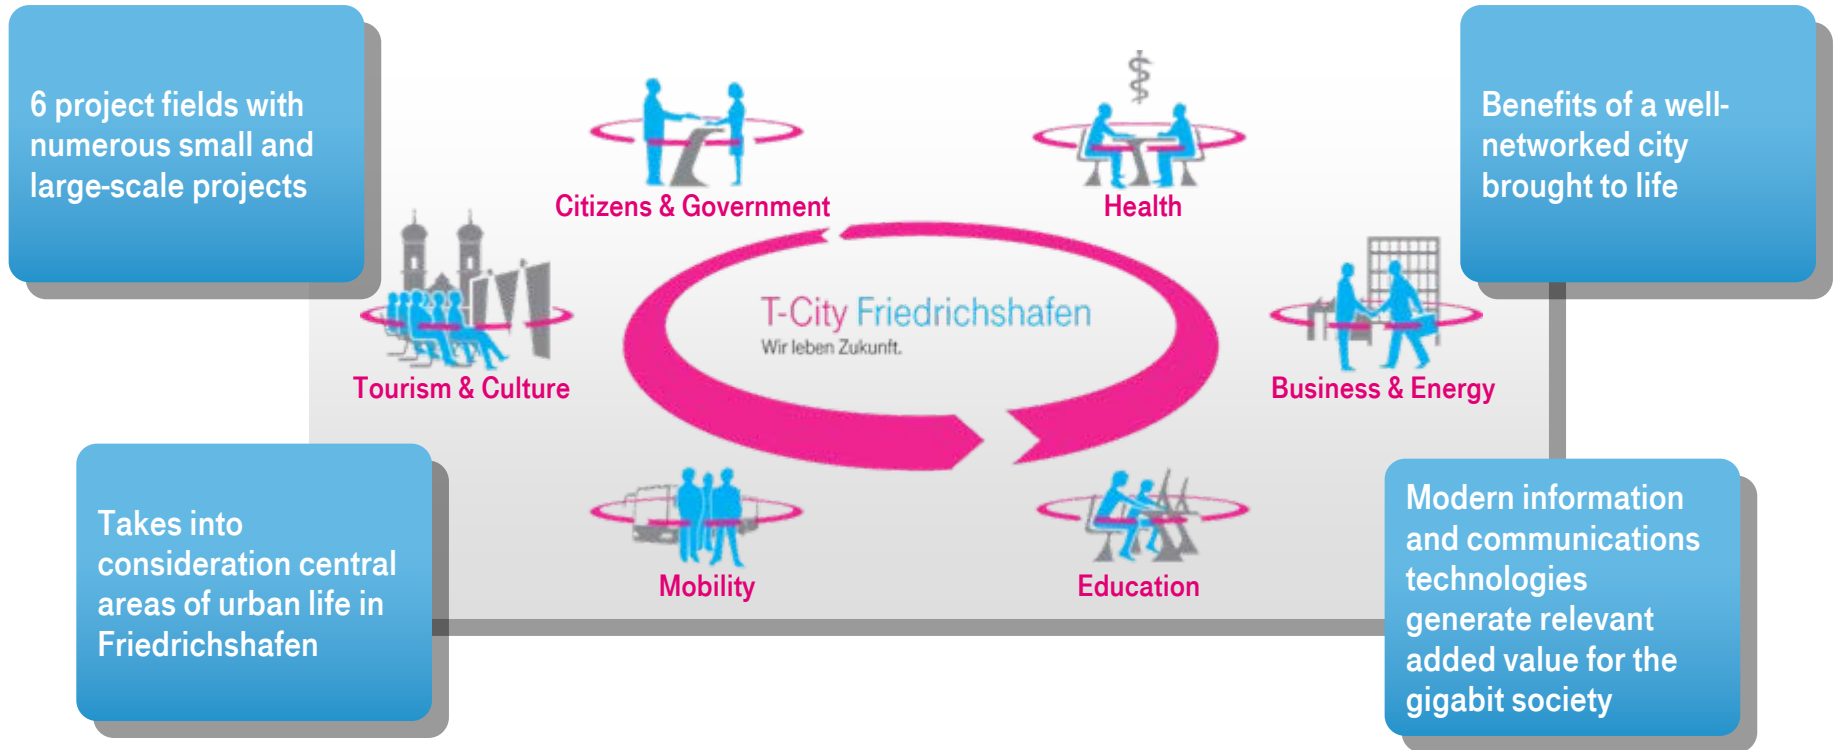 6 project fields with
numerous small and
large-scale projects
Citizens & Government
Health
Benefits of a well-
networked city
brought to life
T-City Friedrichshafen
Wir leben Zukunft.
Tourism & Culture
Business & Energy
Takes into
consideration central
areas of urban life in
Friedrichshafen
Mobility
Education
Modern information
and communications
technologies
generate relevant
added value for the
gigabit society